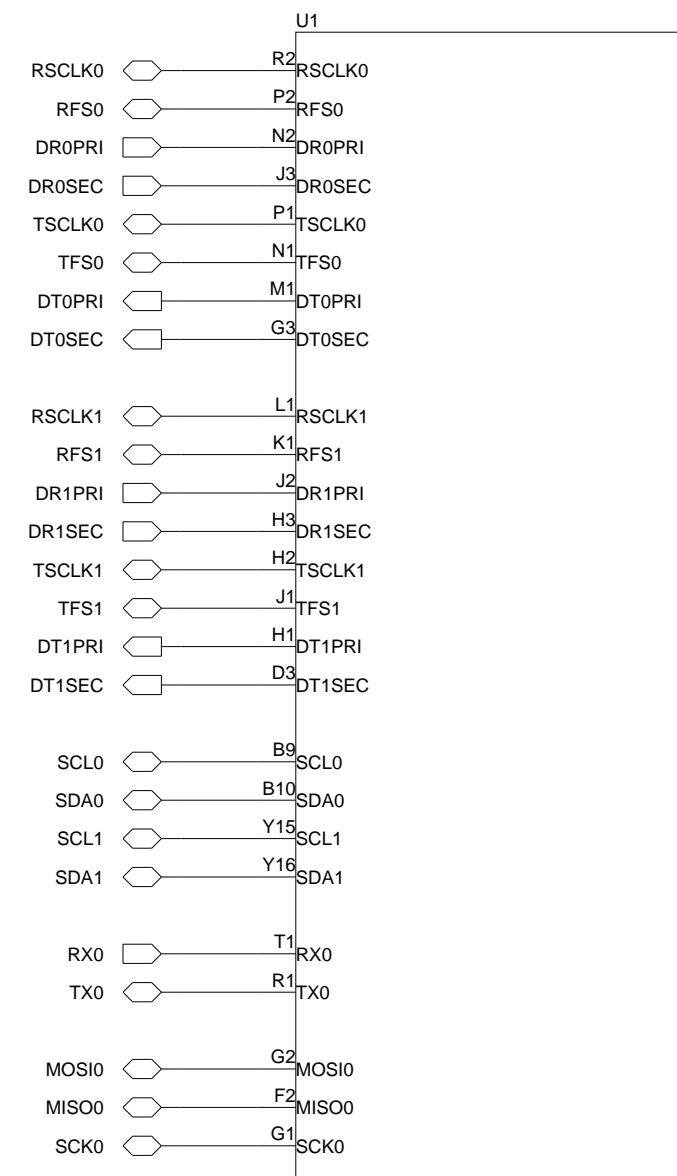 U1
RSCLK0 R2 RSCLK0
RFS0 P2 RFS0
DR0PRI N2 DR0PRI
DR0SEC J3 DR0SEC
TSCLK0 P1 TSCLK0
TFS0 N1 TFS0
DT0PRI M1 DT0PRI
DT0SEC G3 DT0SEC
RSCLK1 L1 RSCLK1
RFS1 K1 RFS1
DR1PRI J2 DR1PRI
DR1SEC H3 DR1SEC
TSCLK1 H2 TSCLK1
TFS1 J1 TFS1
DT1PRI H1 DT1PRI
DT1SEC D3 DT1SEC
SCL0 B9 SCL0
SDA0 B10 SDA0
SCL1 Y15 SCL1
SDA1 Y16 SDA1
RX0 T1 RX0
TX0 R1 TX0
MOSI0 G2 MOSI0
MISO0 F2 MISO0
SCK0 G1 SCK0